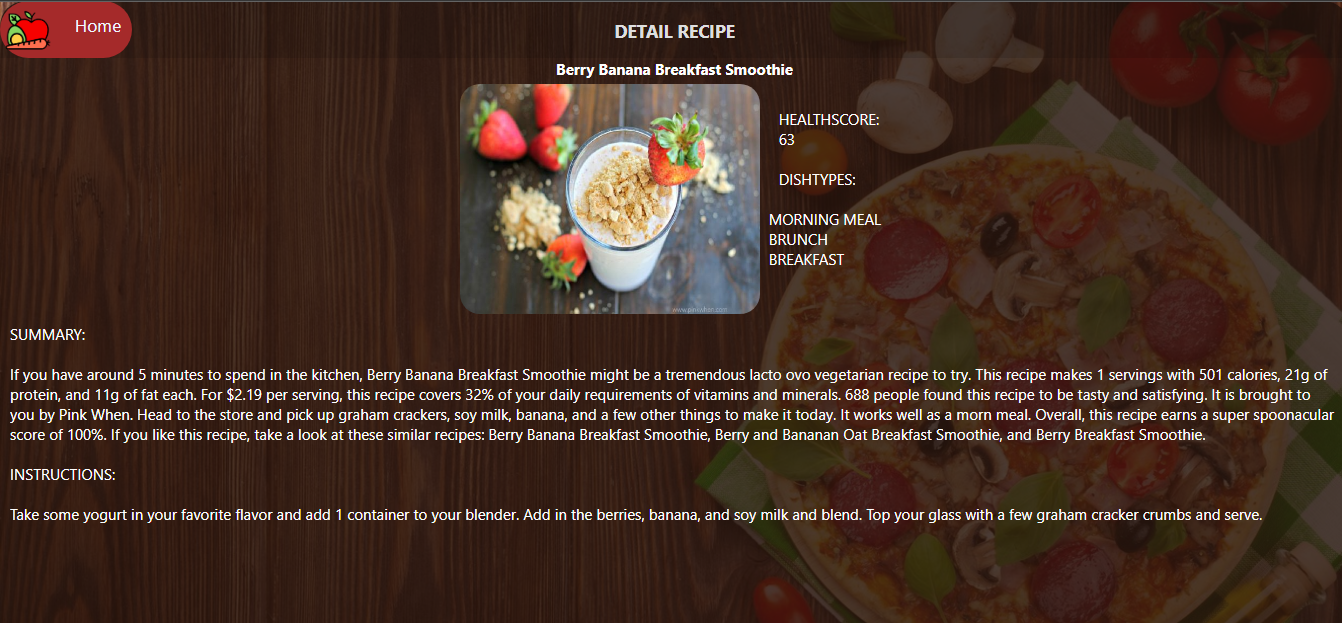 Home
DETAIL RECIPE
Berry Banana Breakfast Smoothie
HEALTHSCORE:
63
DISHTYPES:
MORNING MEAL
BRUNCH
BREAKFAST
© www.pinkwhen.com
SUMMARY:
If you have around 5 minutes to spend in the kitchen, Berry Banana Breakfast Smoothie might be a tremendous lacto ovo vegetarian recipe to try. This recipe makes 1 servings with 501 calories, 21g of
protein, and 11g of fat each. For $2.19 per serving, this recipe covers 32% of your daily requirements of vitamins and minerals. 688 people found this recipe to be tasty and satisfying. It is brought to
you by Pink When. Head to the store and pick up graham crackers, soy milk, banana, and a few other things to make it today. It works well as a morn meal. Overall, this recipe earns a super spoonacular
score of 100%. If you like this recipe, take a look at these similar recipes: Berry Banana Breakfast Smoothie, Berry and Bananan Oat Breakfast Smoothie, and Berry Breakfast Smoothie.
INSTRUCTIONS:
Take some yogurt in your favorite flavor and add 1 container to your blender. Add in the berries, banana, and soy milk and blend. Top your glass with a few graham cracker crumbs and serve.